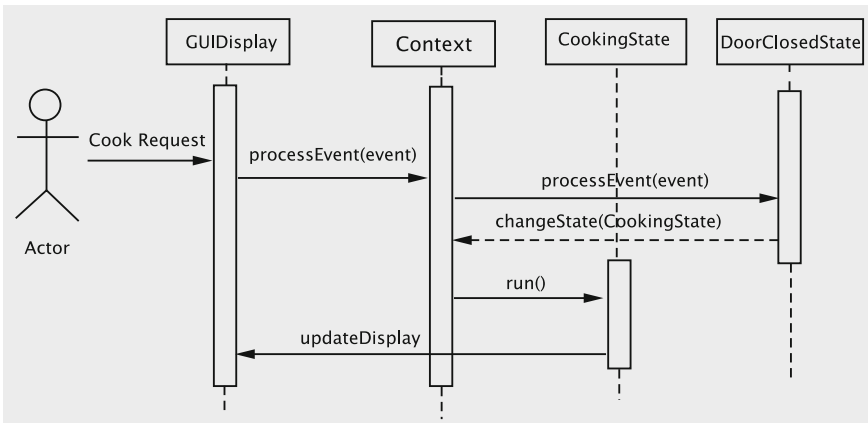 GUIDisplay
Context
CookingState
DoorClosedState
Cook Request
processEvent(event)
processEvent(event)
changeState(CookingState)
Actor
run()
updateDisplay